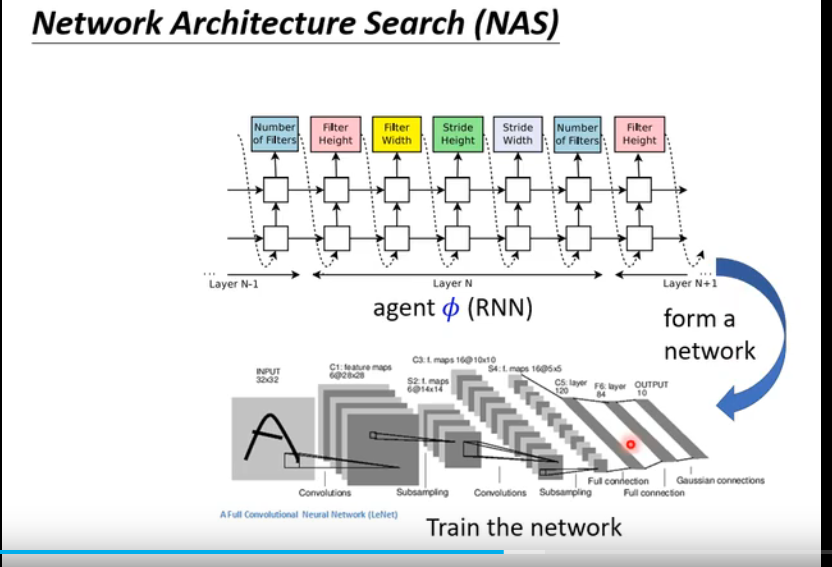 Network Architecture Search (NAS)
Number of Filters
Filter Height
Filter Width
Stride Height
Stride Width
Number of Filters
Filter Height
...
...
Layer N-1
Layer N
Layer N+1
agent ϕ (RNN)
form a
network
INPUT
32x32
C1: feature maps
6@28x28
C3: f. maps 16@10x10
S2: f. maps
6@14x14
S4: f. maps 16@5x5
C5: layer
120
F6: layer
84
OUTPUT
10
Convolutions
Subsampling
Convolutions
Subsampling
Full connection
Full connection
Gaussian connections
A Full Convolutional Neural Network (LeNet)
Train the network